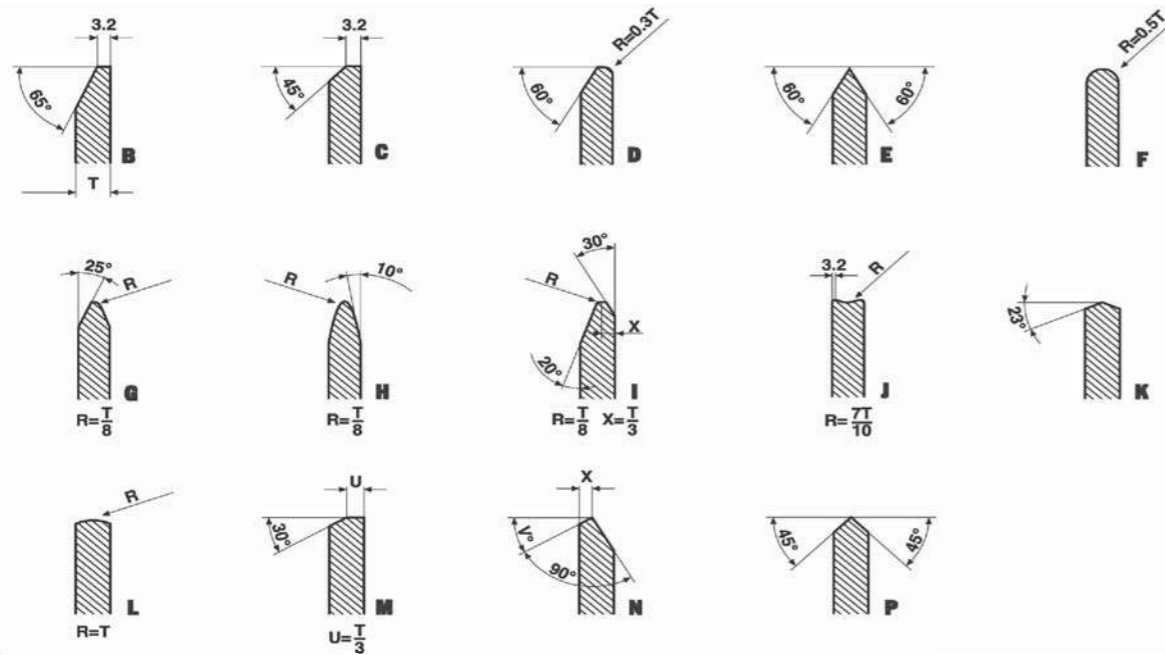 3.2
65°
B
T
3.2
45°
C
R=0.3T
60°
D
60°
60°
E
R=0.5T
F
25°
R
G
R=T/8
R
10°
H
R=T/8
30°
R
X
20°
I
R=T/8 X=T/3
3.2
R
J
R=7T/10
23°
K
R
L
R=T
U
30°
M
U=T/3
X
V°
90°
N
45°
45°
P